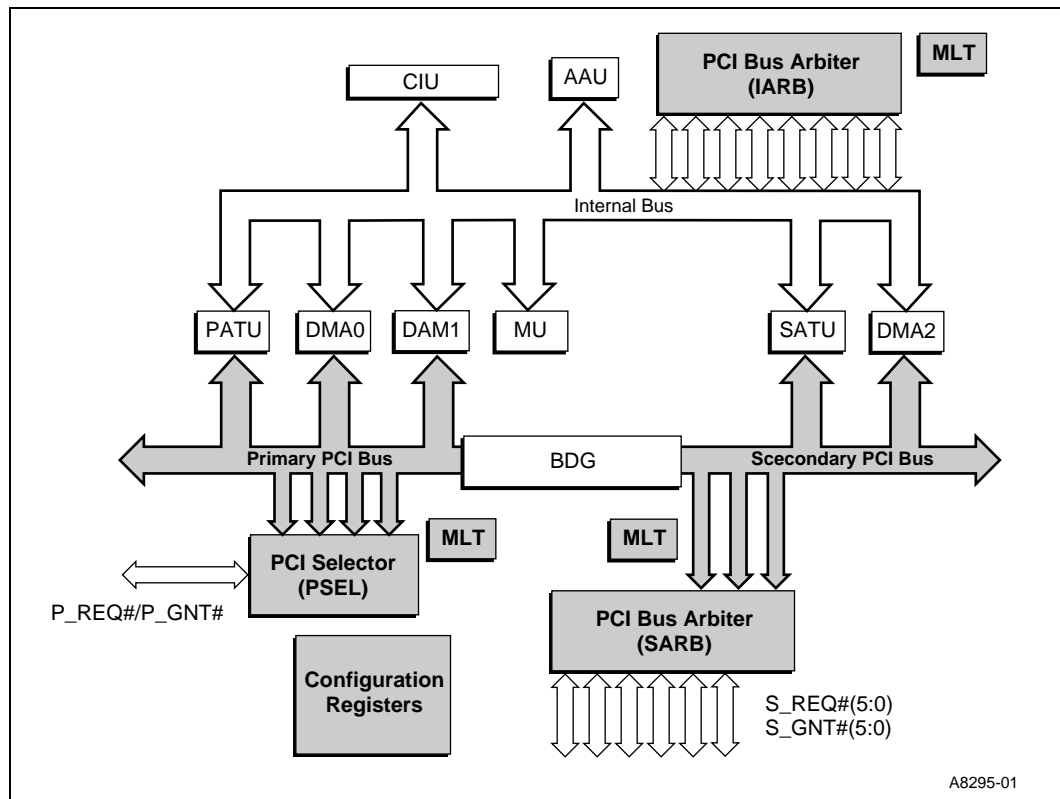 PCI Bus Arbiter
(IARB)
MLT
CIU
AAU
Internal Bus
PATU
DMA0
DAM1
MU
SATU
DMA2
Primary PCI Bus
BDG
Scecondary PCI Bus
MLT
MLT
PCI Selector
(PSEL)
P_REQ#/P_GNT#
PCI Bus Arbiter
(SARB)
Configuration
Registers
S_REQ#(5:0)
S_GNT#(5:0)
A8295-01